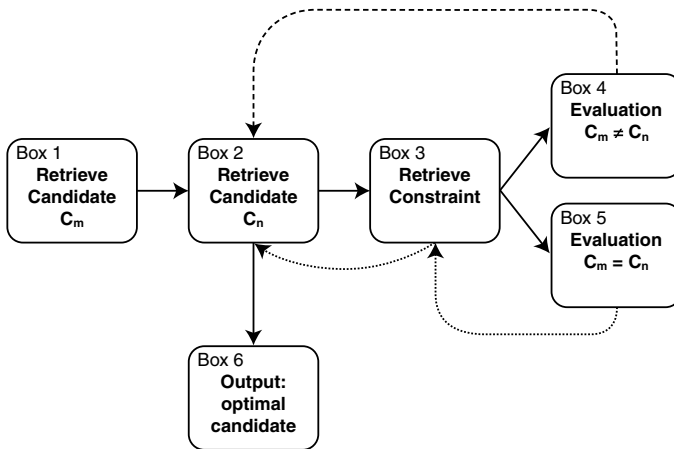 Box 1
Retrieve
Candidate
Cₘ
Box 2
Retrieve
Candidate
Cₙ
Box 3
Retrieve
Constraint
Box 4
Evaluation
Cₘ ≠ Cₙ
Box 5
Evaluation
Cₘ = Cₙ
Box 6
Output:
optimal
candidate